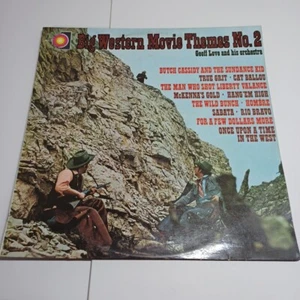 Big Western Movie Themes No. 2
Geoff Love and his orchestra
BUTCH CASSIDY AND THE SUNDANCE KID
TRUE GRIT · CAT BALLOU
THE MAN WHO SHOT LIBERTY VALANCE
McKENNA'S GOLD · HANG 'EM HIGH
THE WILD BUNCH · HOMBRE
SABATA · RIO BRAVO
FOR A FEW DOLLARS MORE
ONCE UPON A TIME
IN THE WEST